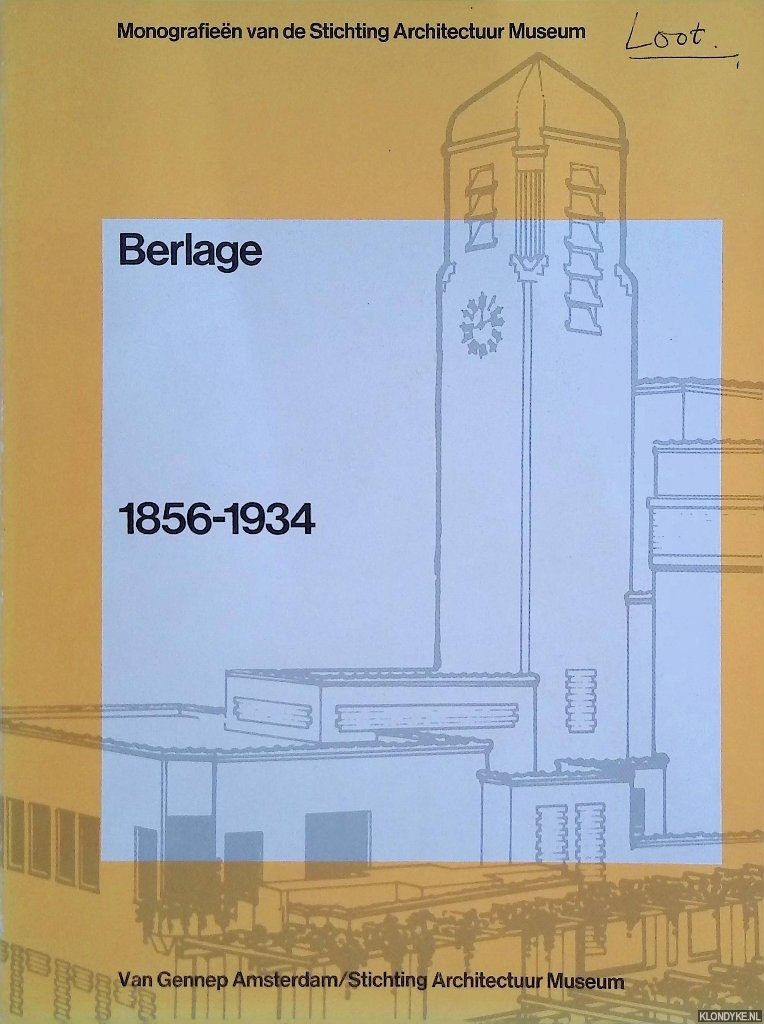 Monografieën van de Stichting Architectuur Museum
Loot.
Berlage
1856-1934
Van Gennep Amsterdam/Stichting Architectuur Museum
KLONDYKE.NL